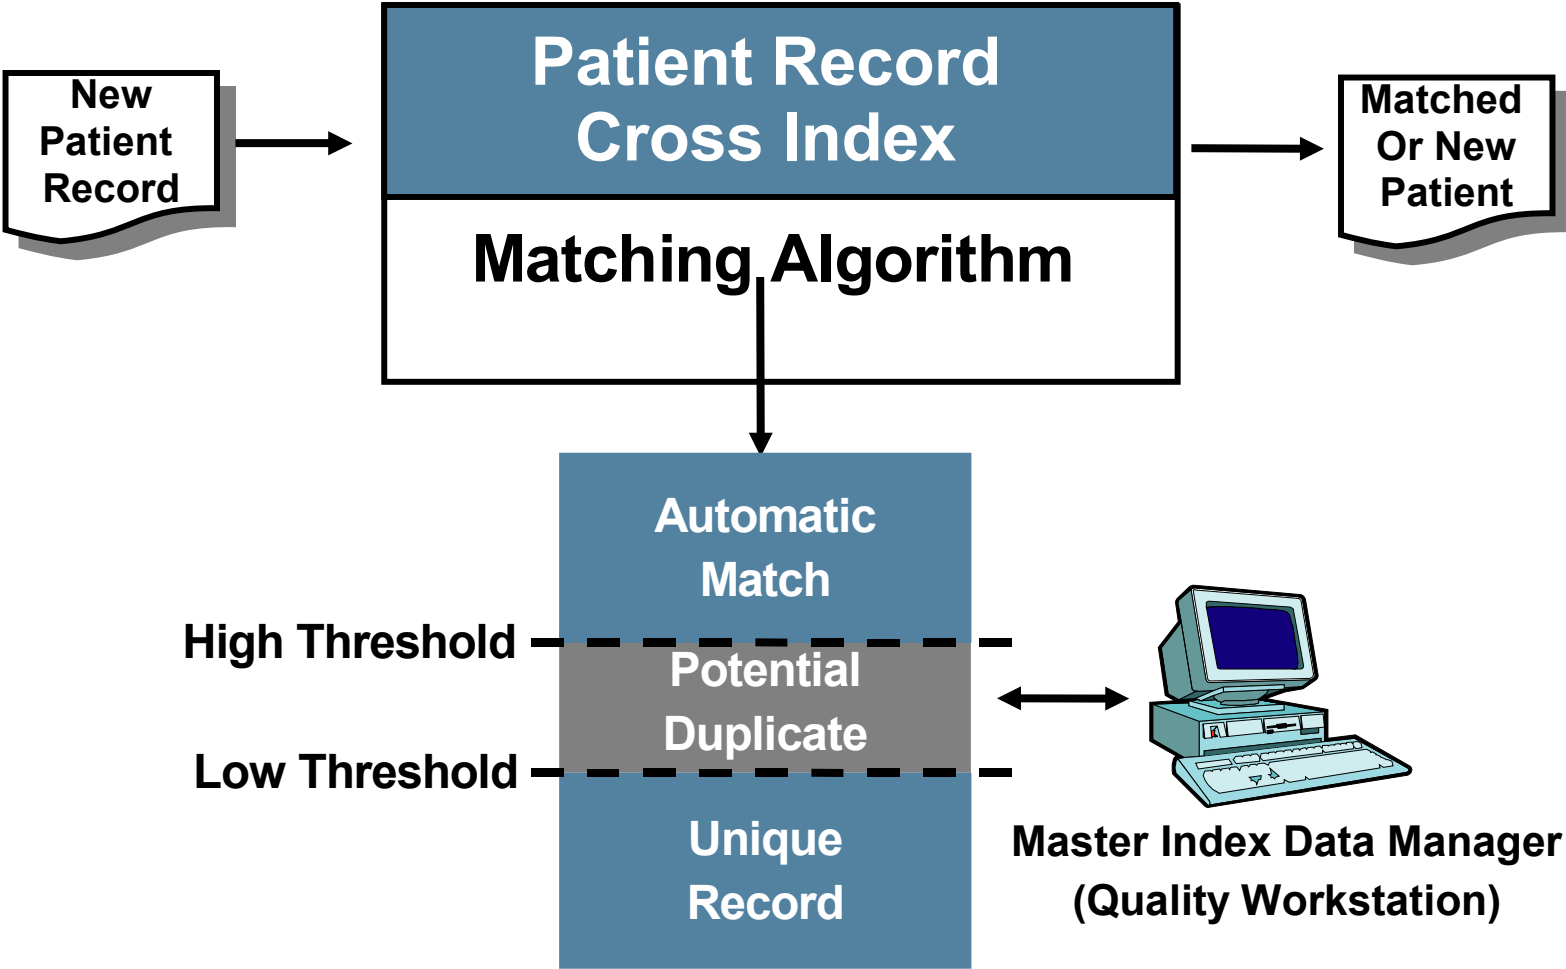 New
Patient
Record
Patient Record
Cross Index
Matching Algorithm
Matched
Or New
Patient
Automatic
Match
High Threshold
Potential
Duplicate
Low Threshold
Unique
Record
Master Index Data Manager
(Quality Workstation)